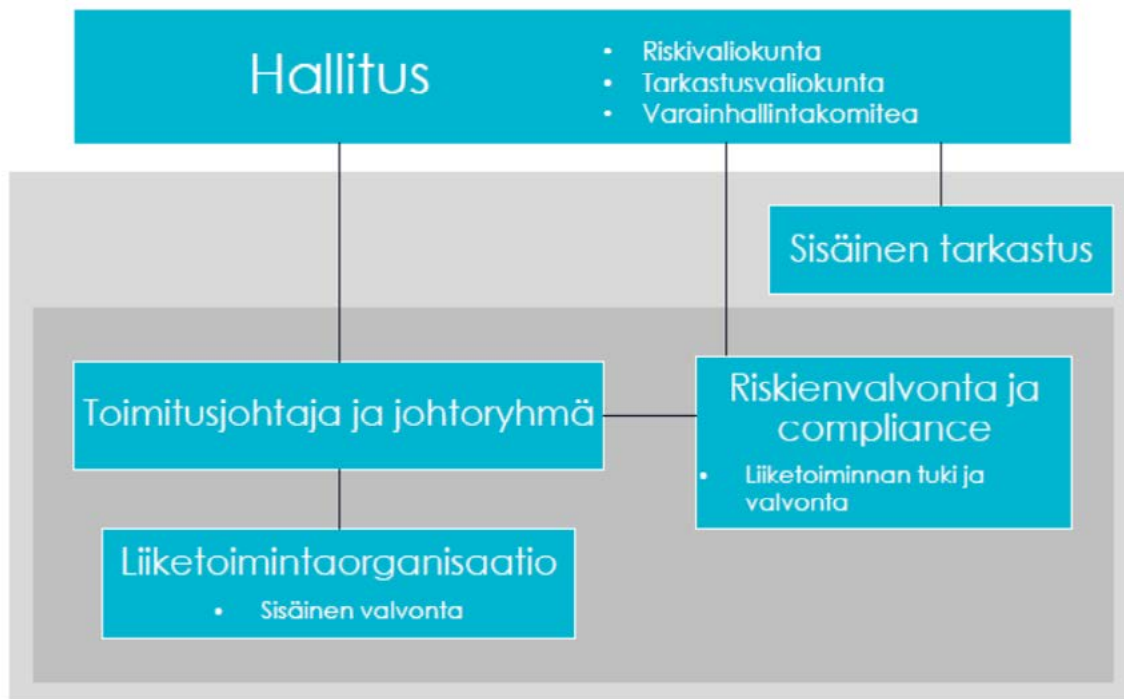 Hallitus
• Riskivaliokunta
• Tarkastusvaliokunta
• Varainhallintakomitea
Sisäinen tarkastus
Toimitusjohtaja ja johtoryhmä
Riskienvalvonta ja
compliance
• Liiketoiminnan tuki ja
valvonta
Liiketoimintaorganisaatio
• Sisäinen valvonta